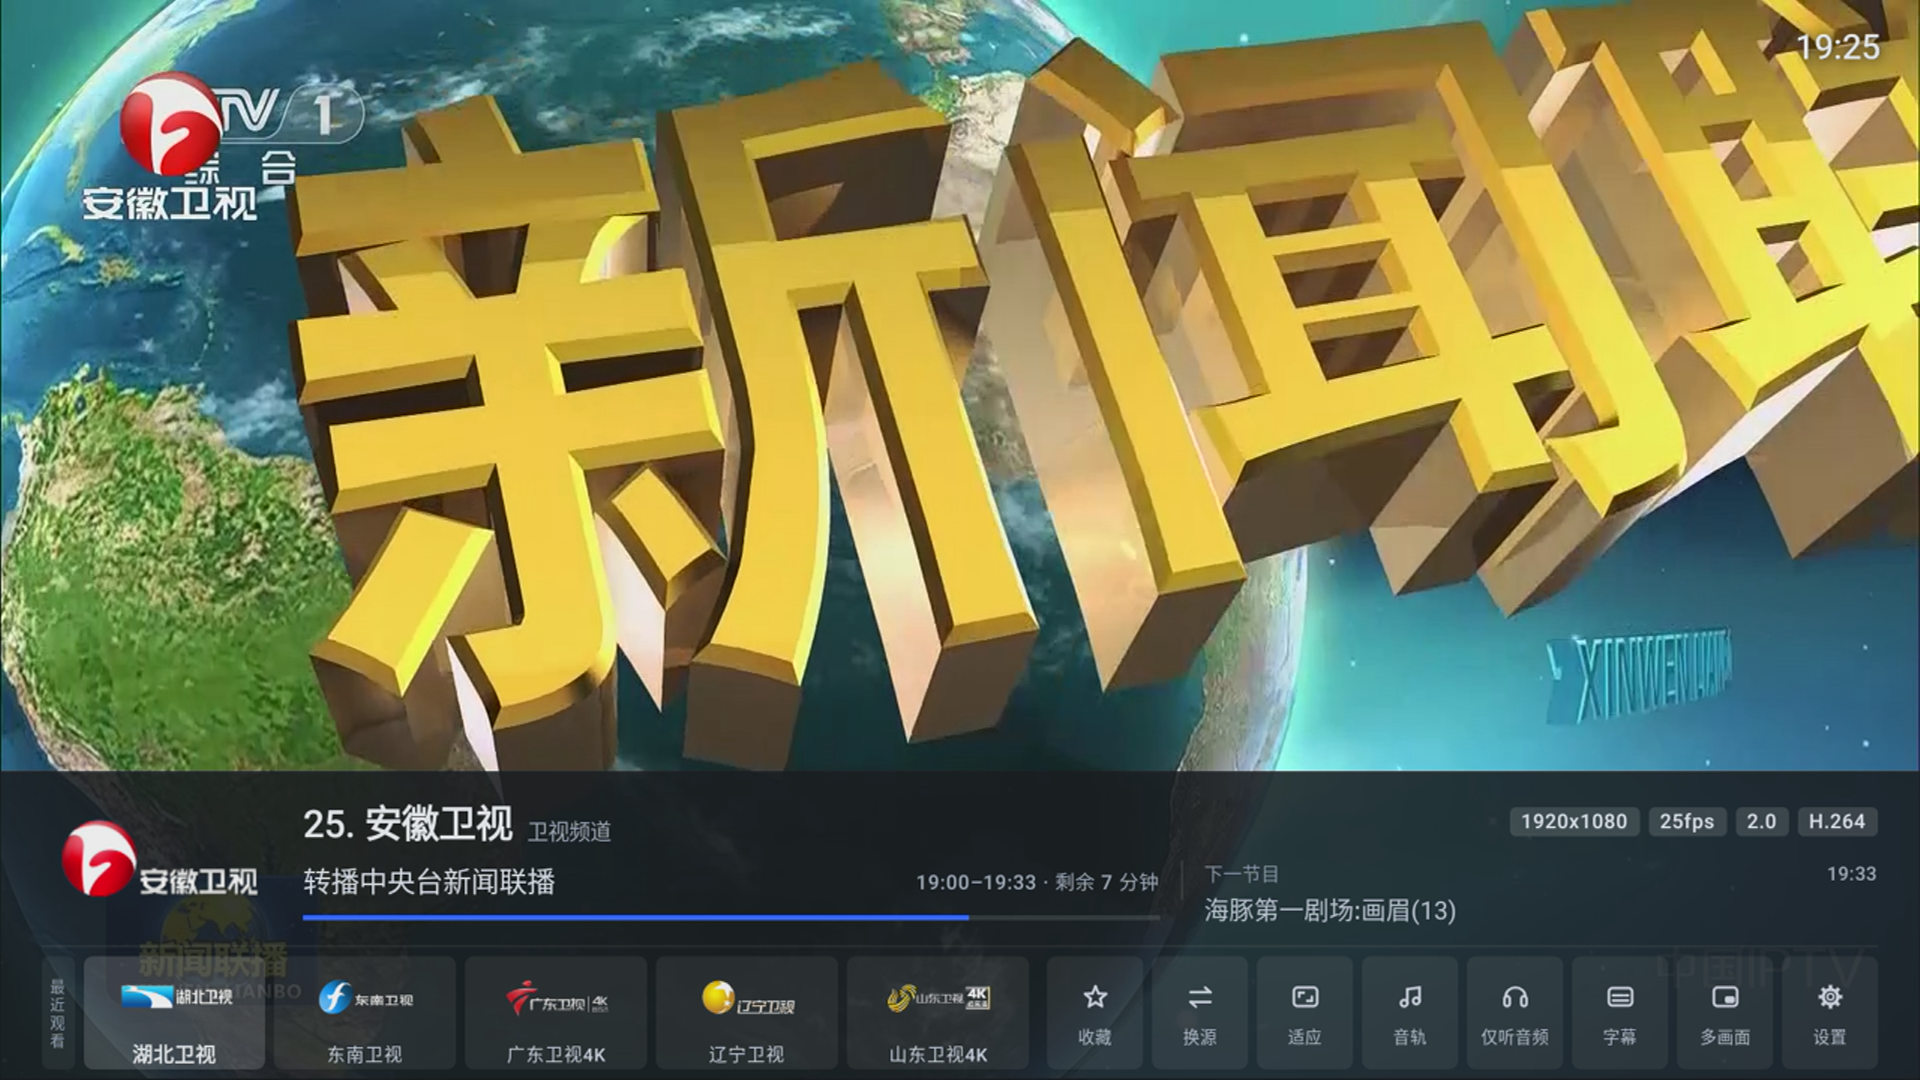 19:25
TV 1
综 合
安徽卫视
新闻联
XINWENLIAN
25. 安徽卫视 卫视频道
1920x1080 25fps 2.0 H.264
安徽卫视
转播中央台新闻联播
19:00–19:33 · 剩余 7 分钟
下一节目
19:33
海豚第一剧场:画眉(13)
新闻联播
中国IPTV
最近观看
湖北卫视
东南卫视
广东卫视 4K
辽宁卫视
山东卫视 4K
湖北卫视
东南卫视
广东卫视4K
辽宁卫视
山东卫视4K
收藏
换源
适应
音轨
仅听音频
字幕
多画面
设置